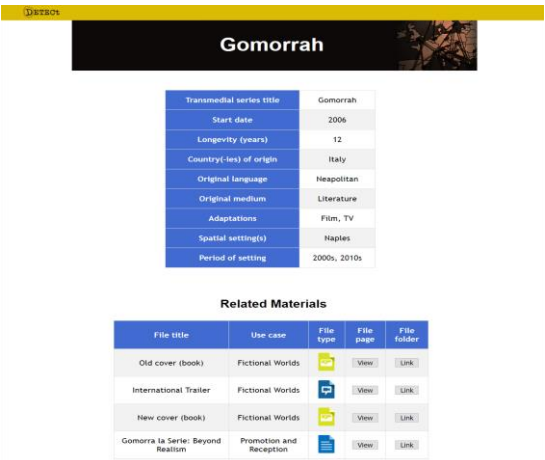 DETECt
Gomorrah
Transmedial series title Gomorrah
Start date 2006
Longevity (years) 12
Country(-ies) of origin Italy
Original language Neapolitan
Original medium Literature
Adaptations Film, TV
Spatial setting(s) Naples
Period of setting 2000s, 2010s
Related Materials
File title Use case File type File page File folder
Old cover (book) Fictional Worlds View Link
International Trailer Fictional Worlds View Link
New cover (book) Fictional Worlds View Link
Gomorra la Serie: Beyond Realism Promotion and Reception View Link